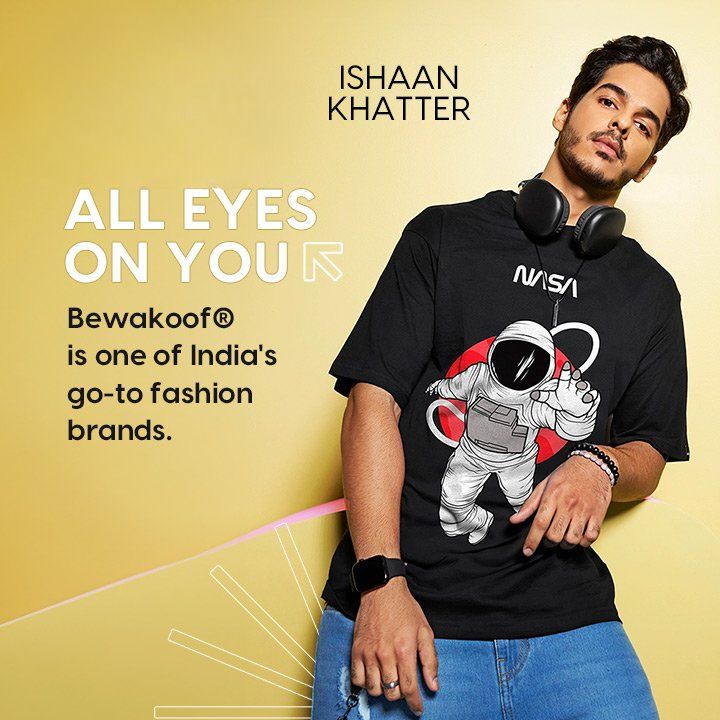 ISHAAN
KHATTER
ALL EYES
ON YOU
Bewakoof®
is one of India's
go-to fashion
brands.
NASA